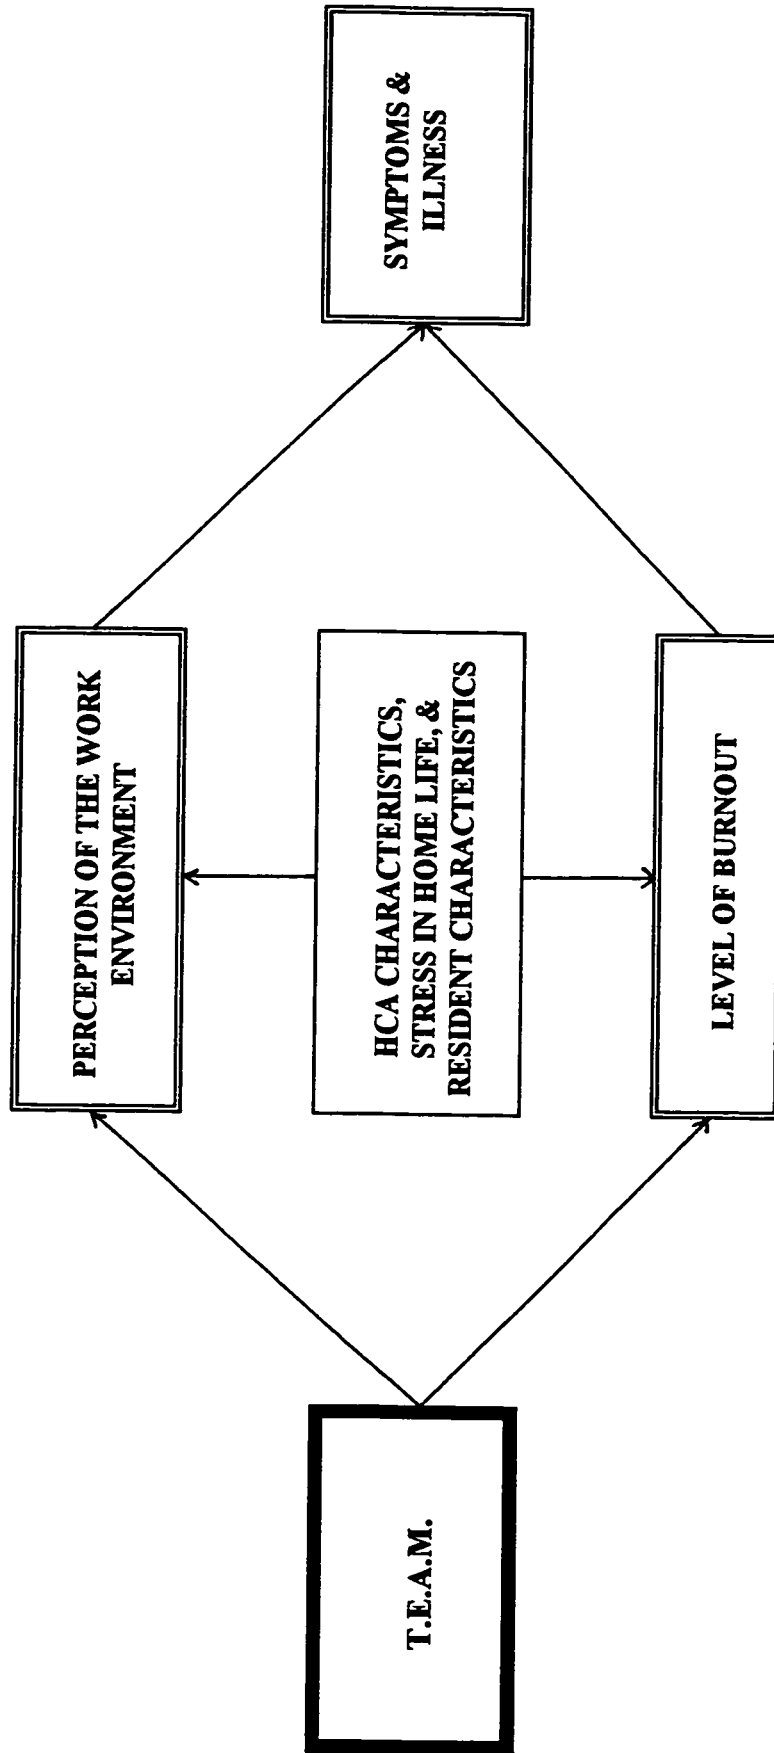 T.E.A.M.
PERCEPTION OF THE WORK
ENVIRONMENT
HCA CHARACTERISTICS,
STRESS IN HOME LIFE, &
RESIDENT CHARACTERISTICS
LEVEL OF BURNOUT
SYMPTOMS &
ILLNESS